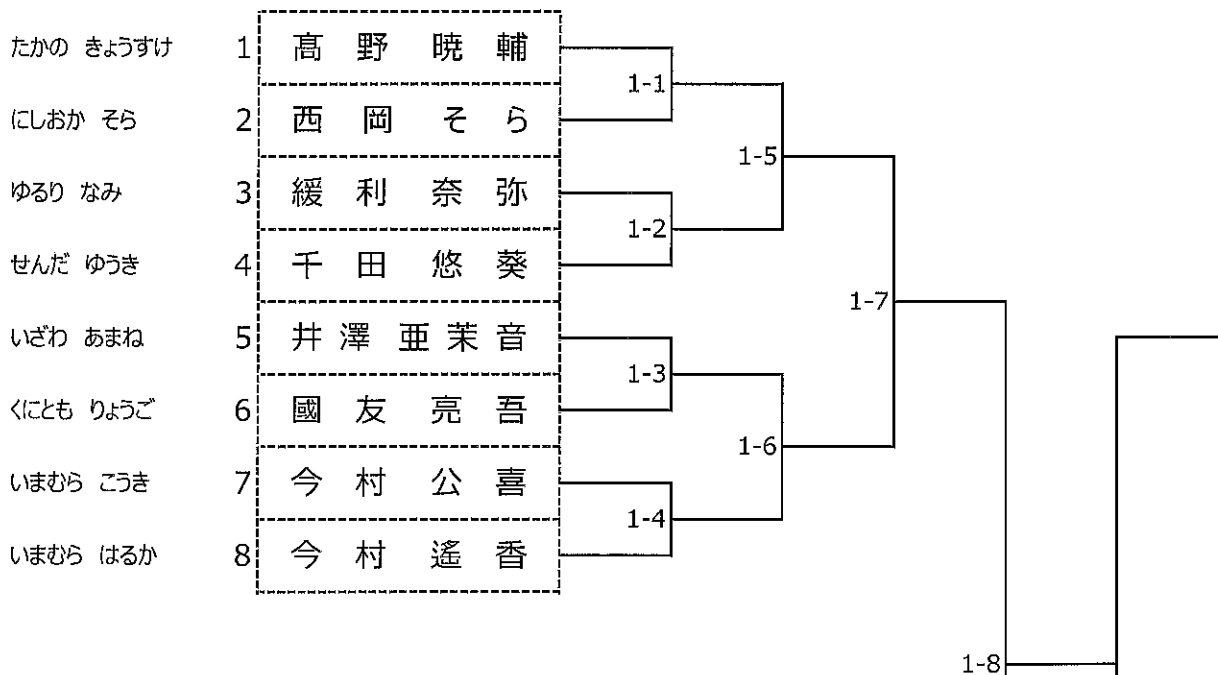 たかの きょうすけ 1 髙野 暁輔
1-1
にしおか そら 2 西岡 そら
1-5
ゆるり なみ 3 緩利 奈弥
1-2
せんだ ゆうき 4 千田 悠葵
1-7
いざわ あまね 5 井澤 亜茉音
1-3
くにとも りょうご 6 國友 亮吾
1-6
いまむら こうき 7 今村 公喜
1-4
いまむら はるか 8 今村 遙香
1-8